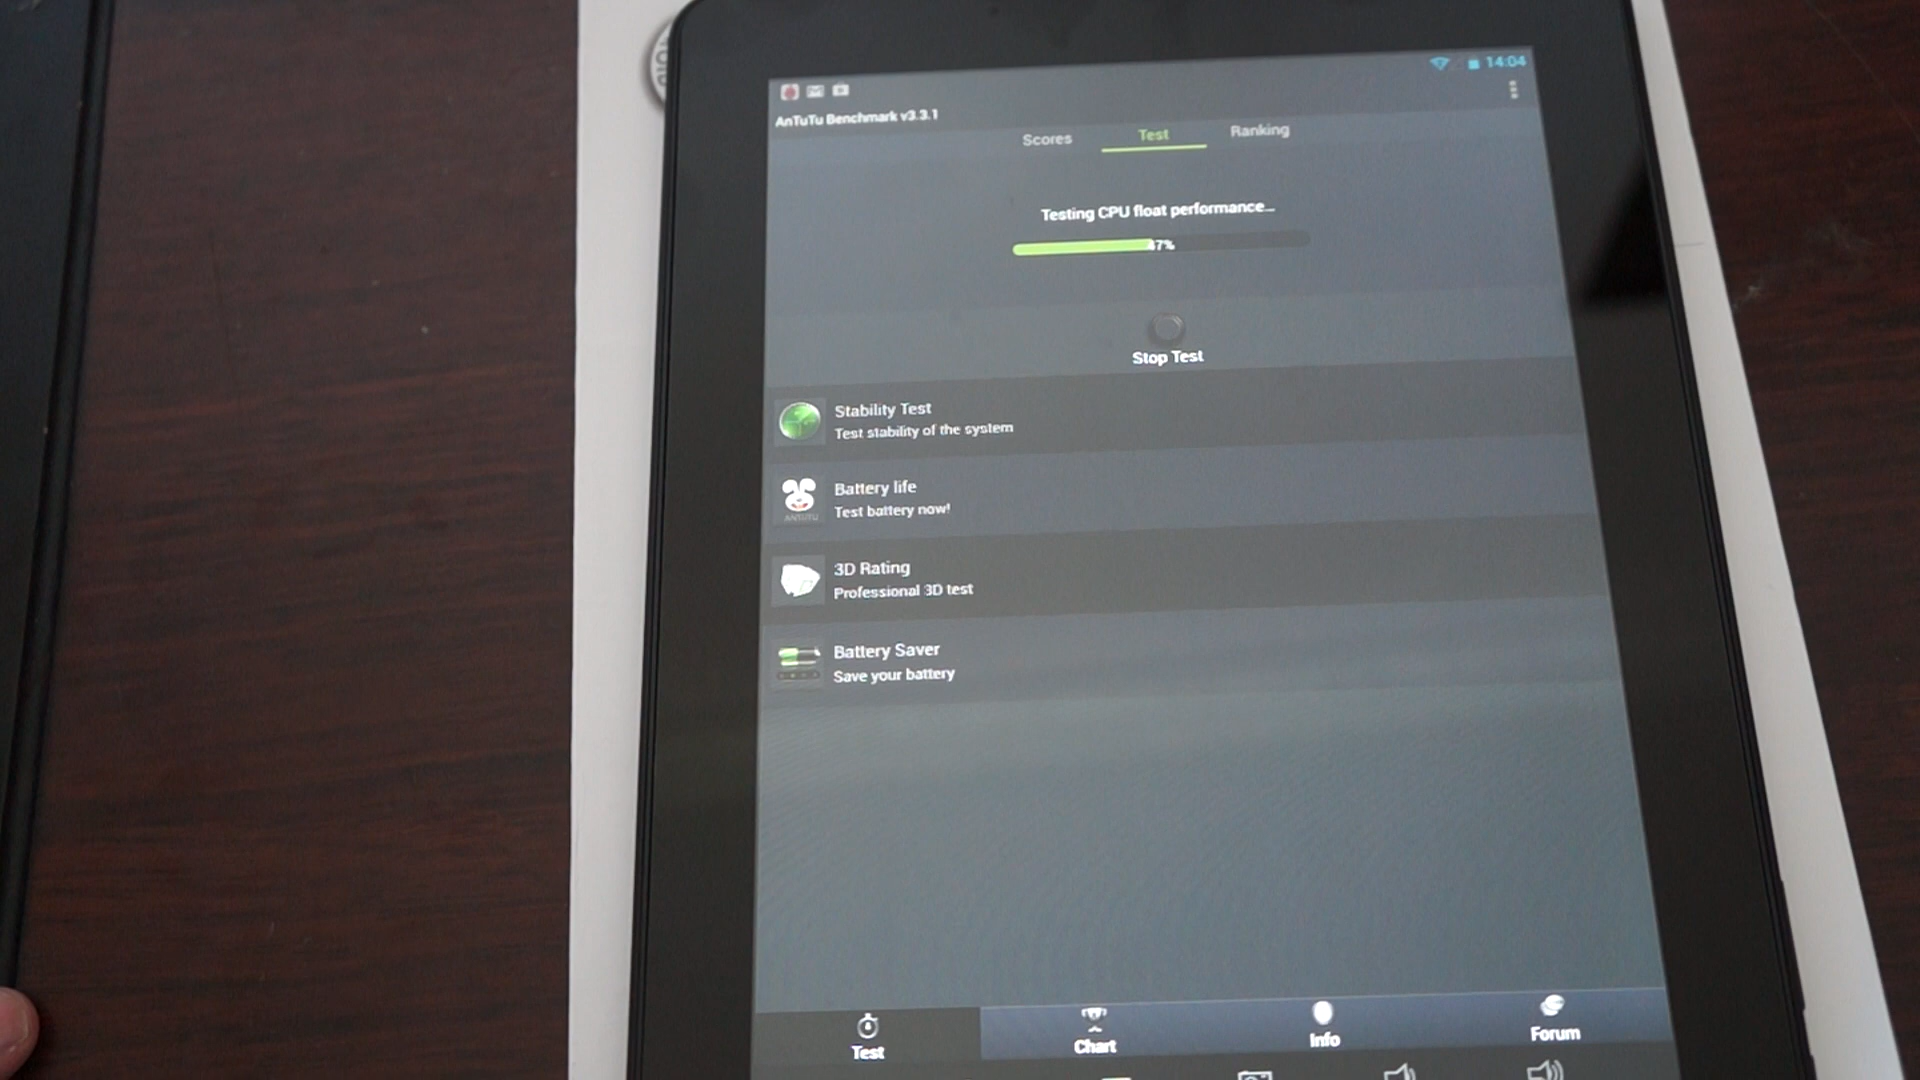 14:04
AnTuTu Benchmark v3.3.1
Scores Test Ranking
Testing CPU float performance...
47%
Stop Test
Stability Test
Test stability of the system
Battery life
Test battery now!
ANTUTU
3D Rating
Professional 3D test
Battery Saver
Save your battery
Test Chart Info Forum